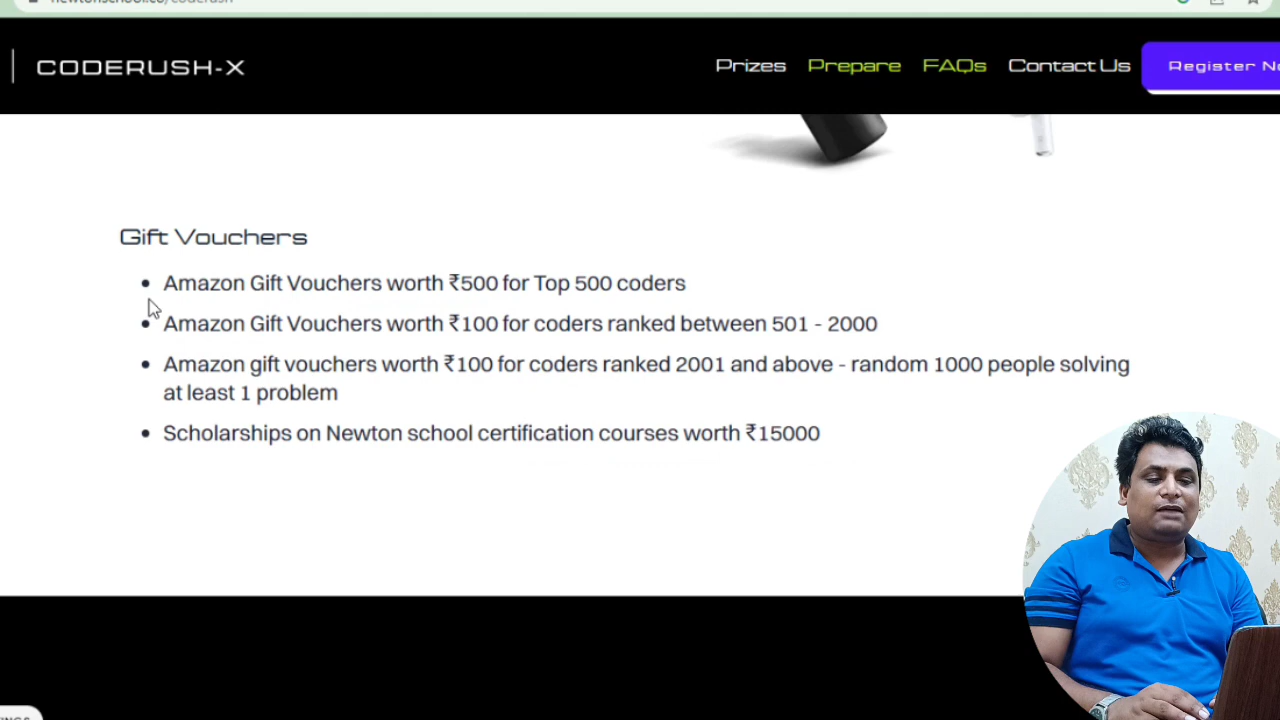 CODERUSH-X
Prizes Prepare FAQs Contact Us Register
Gift Vouchers
• Amazon Gift Vouchers worth ₹500 for Top 500 coders
• Amazon Gift Vouchers worth ₹100 for coders ranked between 501 - 2000
• Amazon gift vouchers worth ₹100 for coders ranked 2001 and above - random 1000 people solving
at least 1 problem
• Scholarships on Newton school certification courses worth ₹15000